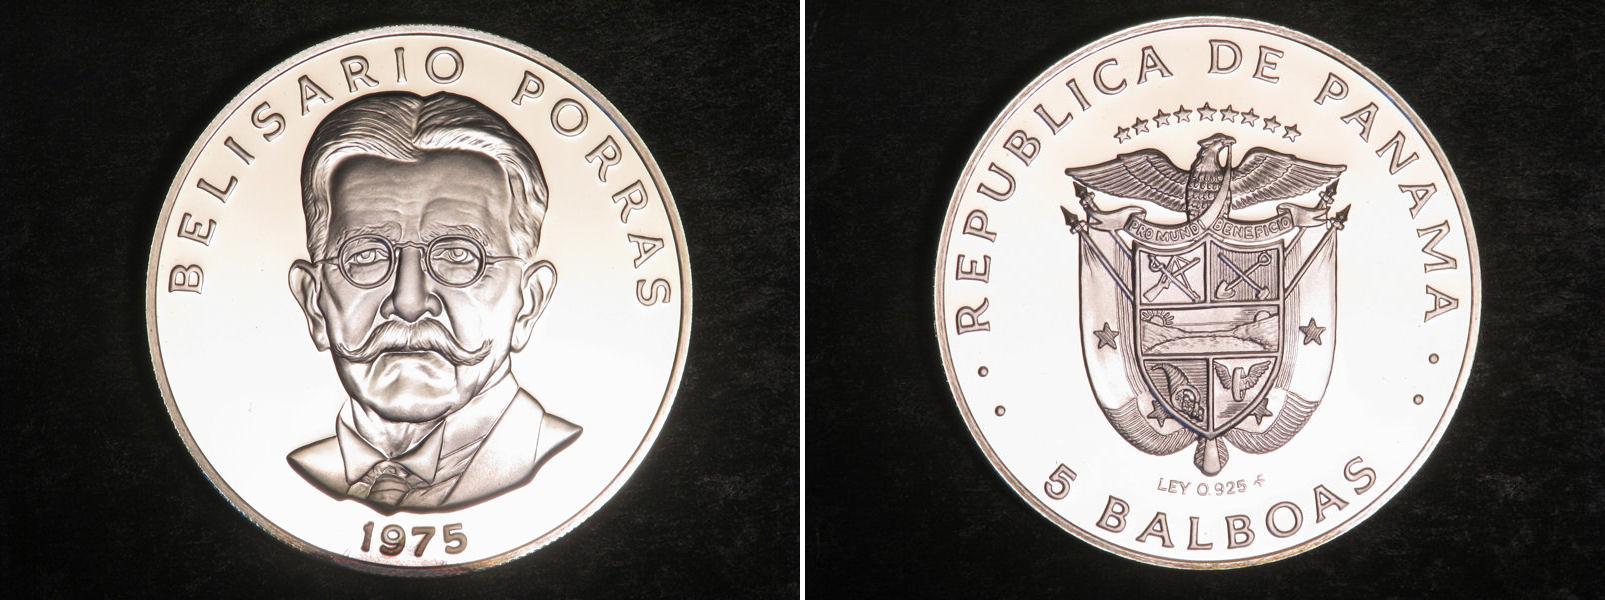 BELISARIO PORRAS
1975
REPUBLICA DE PANAMA
PRO MUNDI BENEFICIO
LEY 0.925
5 BALBOAS